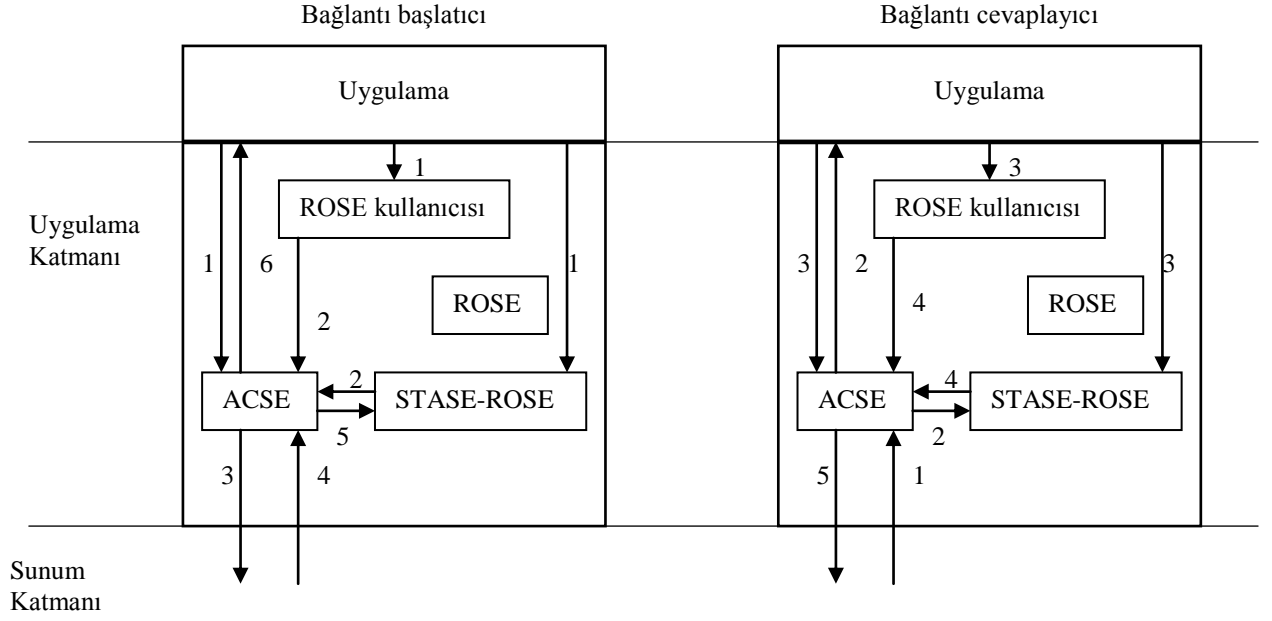 Bağlantı başlatıcı
Bağlantı cevaplayıcı
Uygulama
Uygulama
1
3
ROSE kullanıcısı
ROSE kullanıcısı
Uygulama
Katmanı
1
6
1
3
2
3
ROSE
ROSE
2
4
2
4
ACSE
STASE-ROSE
ACSE
STASE-ROSE
5
2
3
4
5
1
Sunum
Katmanı